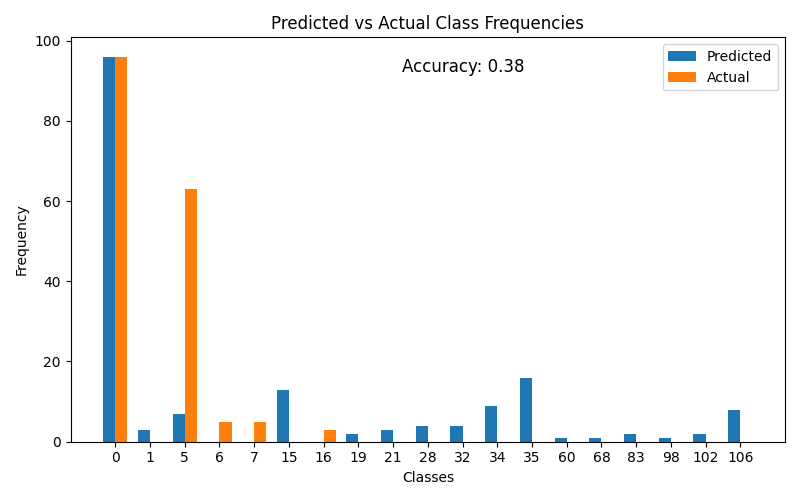 Predicted vs Actual Class Frequencies
Accuracy: 0.38
Predicted
Actual
Frequency
100
80
60
40
20
0
0 1 5 6 7 15 16 19 21 28 32 34 35 60 68 83 98 102 106
Classes